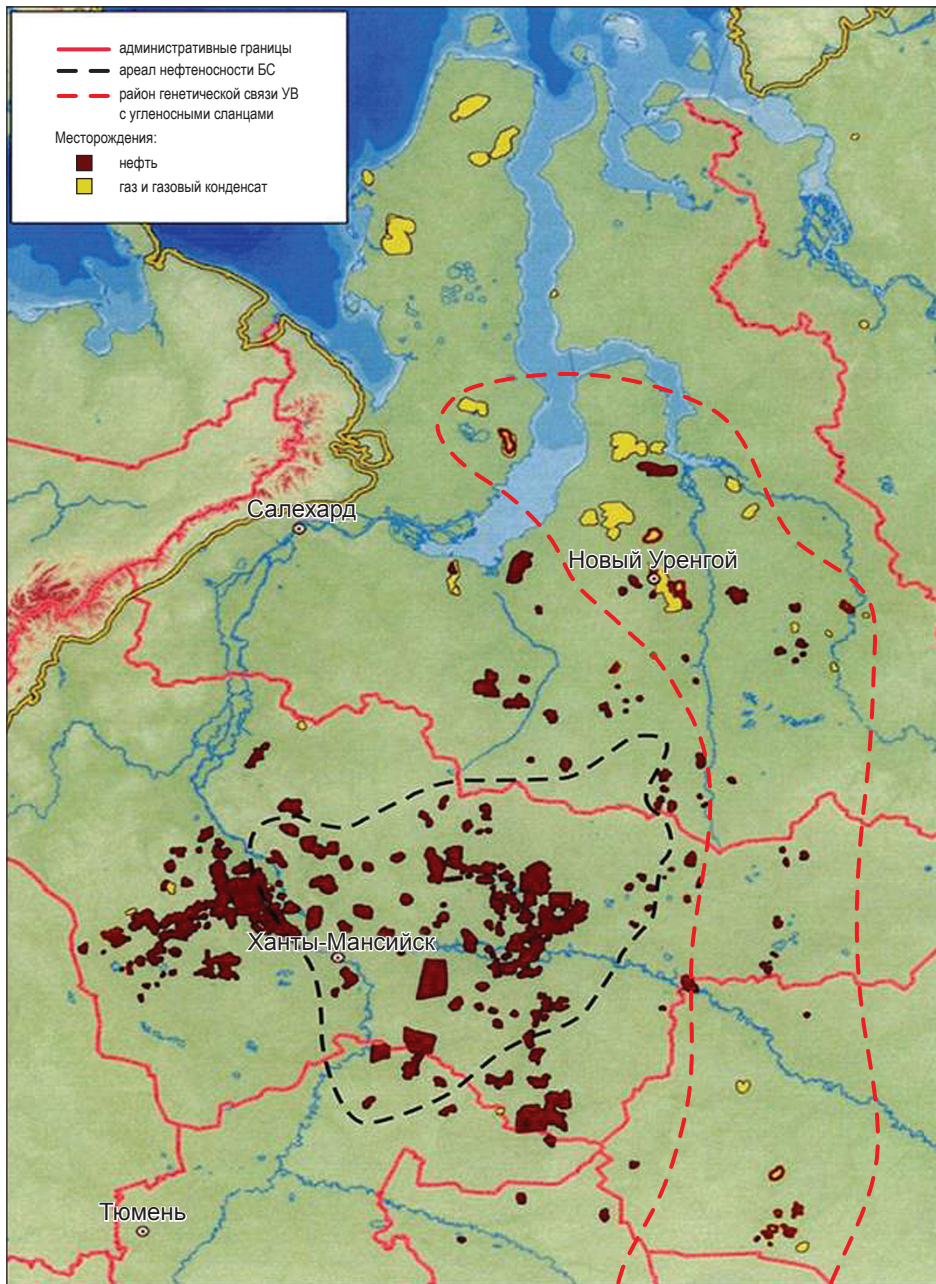 административные границы
ареал нефтеносности БС
район генетической связи УВ
с угленосными сланцами
Месторождения:
нефть
газ и газовый конденсат
Салехард
Новый Уренгой
Ханты-Мансийск
Тюмень